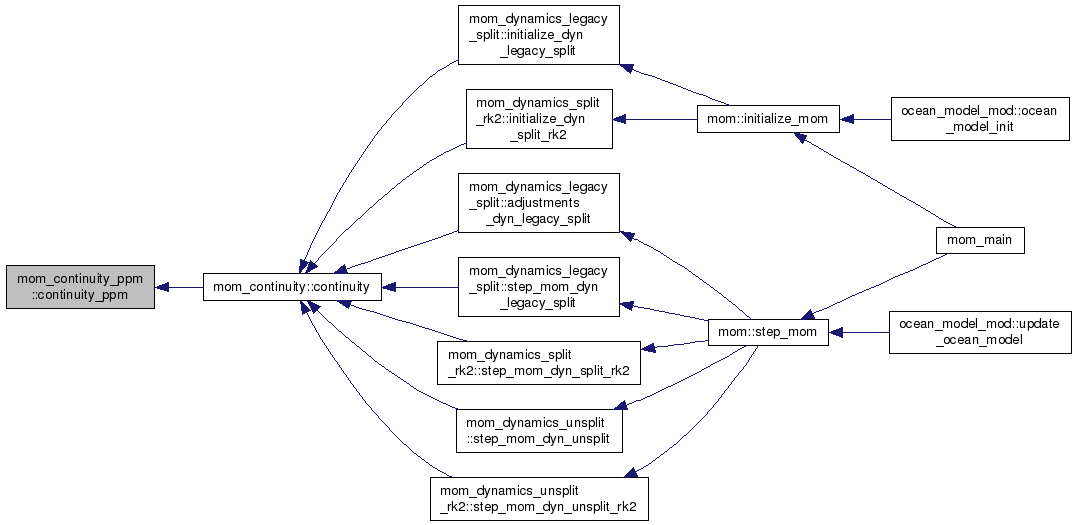 mom_continuity_ppm
::continuity_ppm
mom_continuity::continuity
mom_dynamics_legacy
_split::initialize_dyn
_legacy_split
mom_dynamics_split
_rk2::initialize_dyn
_split_rk2
mom_dynamics_legacy
_split::adjustments
_dyn_legacy_split
mom_dynamics_legacy
_split::step_mom_dyn
_legacy_split
mom_dynamics_split
_rk2::step_mom_dyn_split_rk2
mom_dynamics_unsplit
::step_mom_dyn_unsplit
mom_dynamics_unsplit
_rk2::step_mom_dyn_unsplit_rk2
mom::initialize_mom
mom::step_mom
ocean_model_mod::ocean
_model_init
mom_main
ocean_model_mod::update
_ocean_model